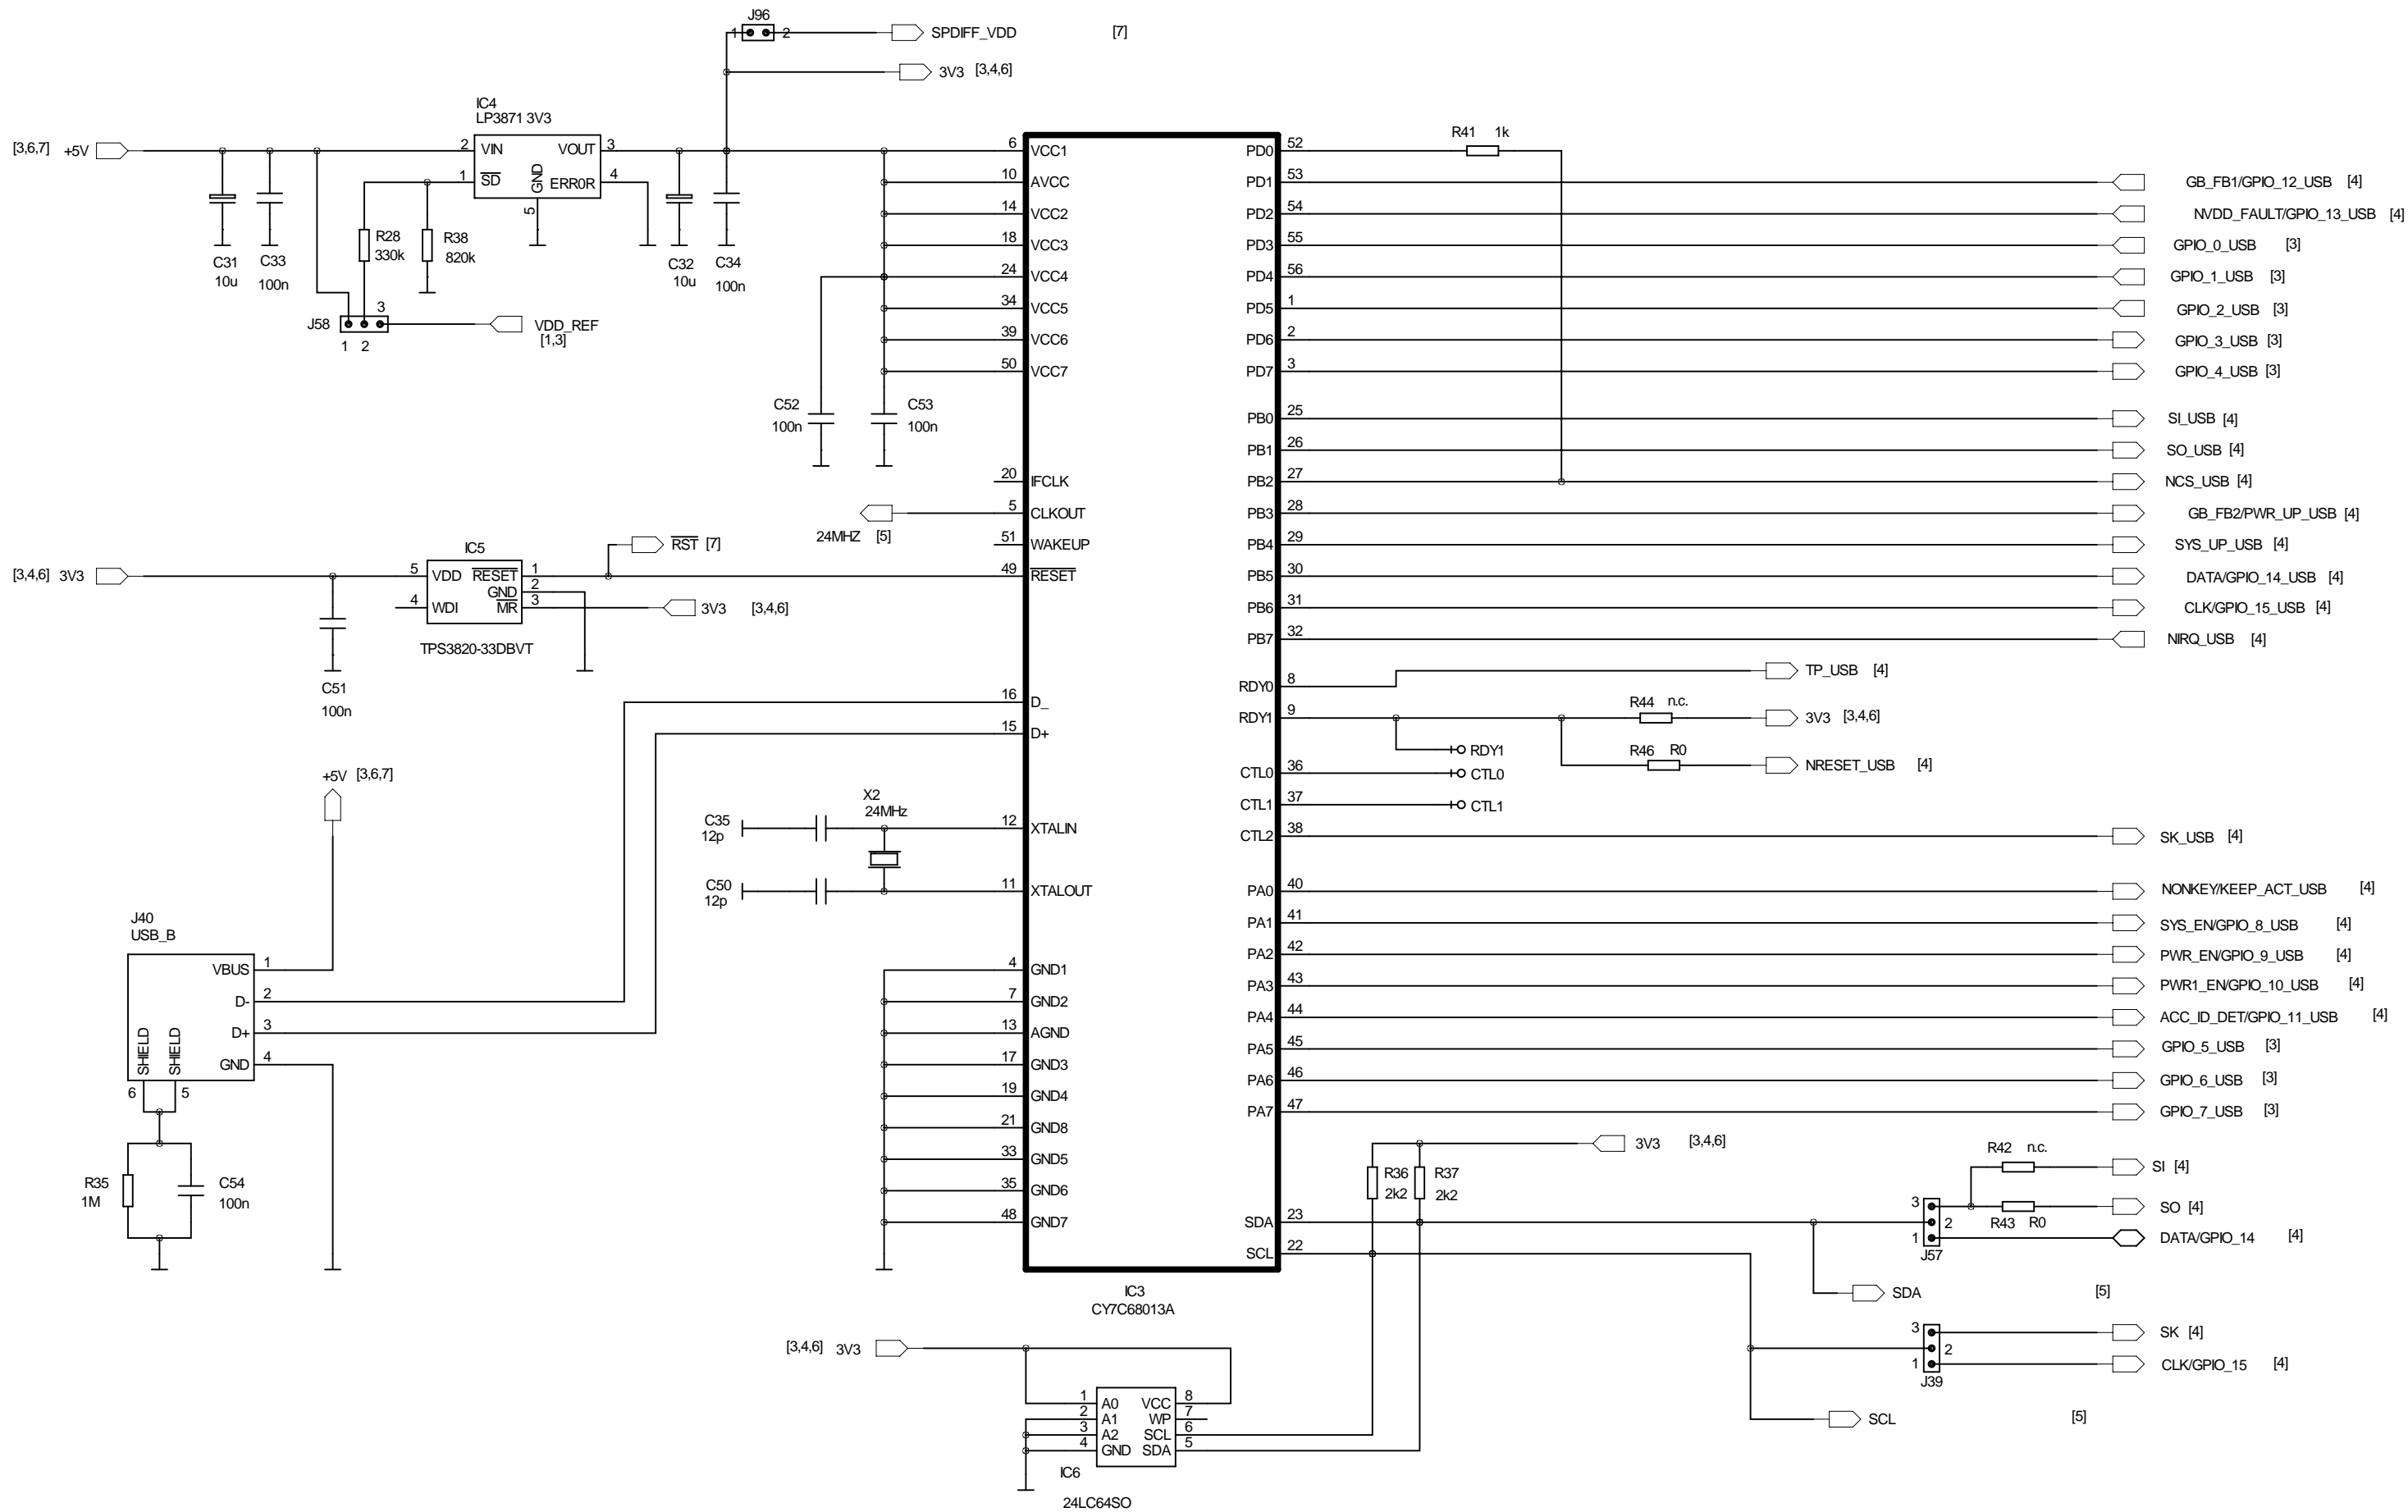 J96
1 2 SPDIFF_VDD [7]
3V3 [3,4,6]
IC4
LP3871 3V3
[3,6,7] +5V
2 VIN VOUT 3
1 SD GND ERR0R 4
5
C31
10u
C33
100n
R28
330k
R38
820k
C32
10u
C34
100n
J58
3
1 2
VDD_REF
[1,3]
6 VCC1
10 AVCC
14 VCC2
18 VCC3
24 VCC4
34 VCC5
39 VCC6
50 VCC7
C52
100n
C53
100n
20 IFCLK
5 CLKOUT
24MHZ [5]
51 WAKEUP
49 RESET
IC5
RST [7]
[3,4,6] 3V3
5 VDD RESET 1
GND 2
4 WDI MR 3
3V3 [3,4,6]
TPS3820-33DBVT
C51
100n
16 D_
15 D+
+5V [3,6,7]
X2
24MHz
C35
12p
12 XTALIN
C50
12p
11 XTALOUT
J40
USB_B
VBUS 1
D- 2
D+ 3
GND 4
SHIELD SHIELD
6 5
R35
1M
C54
100n
4 GND1
7 GND2
13 AGND
17 GND3
19 GND4
21 GND8
33 GND5
35 GND6
48 GND7
R41 1k
PD0 52
PD1 53 GB_FB1/GPIO_12_USB [4]
PD2 54 NVDD_FAULT/GPIO_13_USB [4]
PD3 55 GPIO_0_USB [3]
PD4 56 GPIO_1_USB [3]
PD5 1 GPIO_2_USB [3]
PD6 2 GPIO_3_USB [3]
PD7 3 GPIO_4_USB [3]
PB0 25 SI_USB [4]
PB1 26 SO_USB [4]
PB2 27 NCS_USB [4]
PB3 28 GB_FB2/PWR_UP_USB [4]
PB4 29 SYS_UP_USB [4]
PB5 30 DATA/GPIO_14_USB [4]
PB6 31 CLK/GPIO_15_USB [4]
PB7 32 NIRQ_USB [4]
RDY0 8 TP_USB [4]
R44 n.c.
RDY1 9 3V3 [3,4,6]
RDY1
R46 R0
NRESET_USB [4]
CTL0 36 CTL0
CTL1 37 CTL1
CTL2 38 SK_USB [4]
PA0 40 NONKEY/KEEP_ACT_USB [4]
PA1 41 SYS_EN/GPIO_8_USB [4]
PA2 42 PWR_EN/GPIO_9_USB [4]
PA3 43 PWR1_EN/GPIO_10_USB [4]
PA4 44 ACC_ID_DET/GPIO_11_USB [4]
PA5 45 GPIO_5_USB [3]
PA6 46 GPIO_6_USB [3]
PA7 47 GPIO_7_USB [3]
3V3 [3,4,6]
R36
2k2
R37
2k2
SDA 23
SCL 22
R42 n.c.
SI [4]
3 SO [4]
R43 R0
2
1 DATA/GPIO_14 [4]
J57
SDA [5]
3 SK [4]
2
1 CLK/GPIO_15 [4]
J39
SCL [5]
IC3
CY7C68013A
[3,4,6] 3V3
1 A0 VCC 8
2 A1 WP 7
3 A2 SCL 6
4 GND SDA 5
IC6
24LC64SO